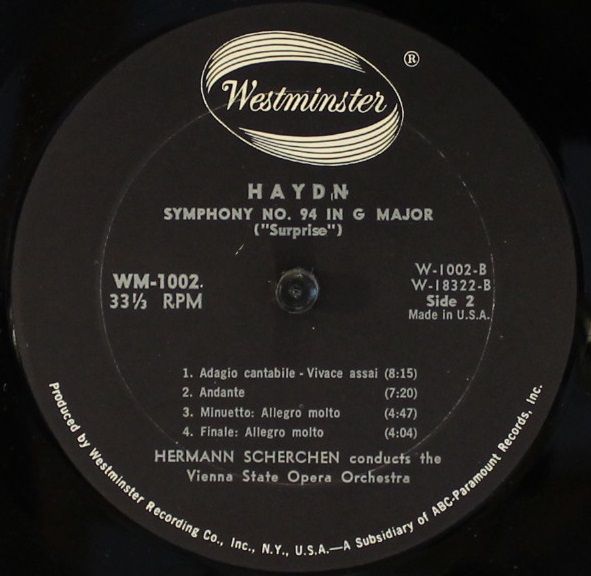 Westminster ®
HAYDN
SYMPHONY NO. 94 IN G MAJOR
("Surprise")
WM-1002
33⅓ RPM
W-1002-B
W-18322-B
Side 2
Made in U.S.A.
1. Adagio cantabile - Vivace assai (8:15)
2. Andante (7:20)
3. Minuetto: Allegro molto (4:47)
4. Finale: Allegro molto (4:04)
HERMANN SCHERCHEN conducts the
Vienna State Opera Orchestra
Produced by Westminster Recording Co., Inc., N.Y., U.S.A.—A Subsidiary of ABC-Paramount Records, Inc.